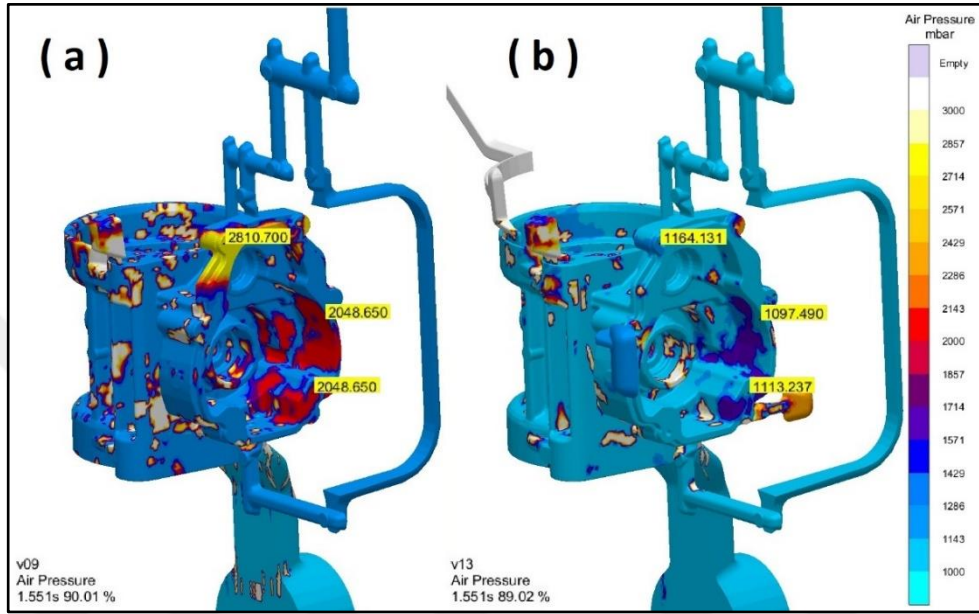 ( a )
2810.700
2048.650
2048.650
v09
Air Pressure
1.551s 90.01 %
( b )
1164.131
1097.490
1113.237
v13
Air Pressure
1.551s 89.02 %
Air Pressure
mbar
Empty
3000
2857
2714
2571
2429
2286
2143
2000
1857
1714
1571
1429
1286
1143
1000